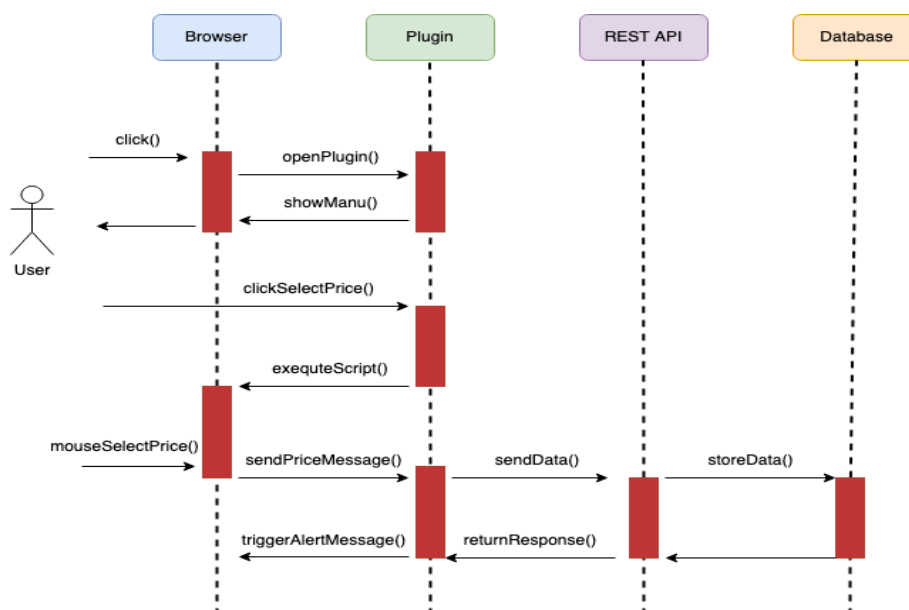 Browser
Plugin
REST API
Database
click()
openPlugin()
showManu()
User
clickSelectPrice()
exequteScript()
mouseSelectPrice()
sendPriceMessage()
sendData()
storeData()
triggerAlertMessage()
returnResponse()